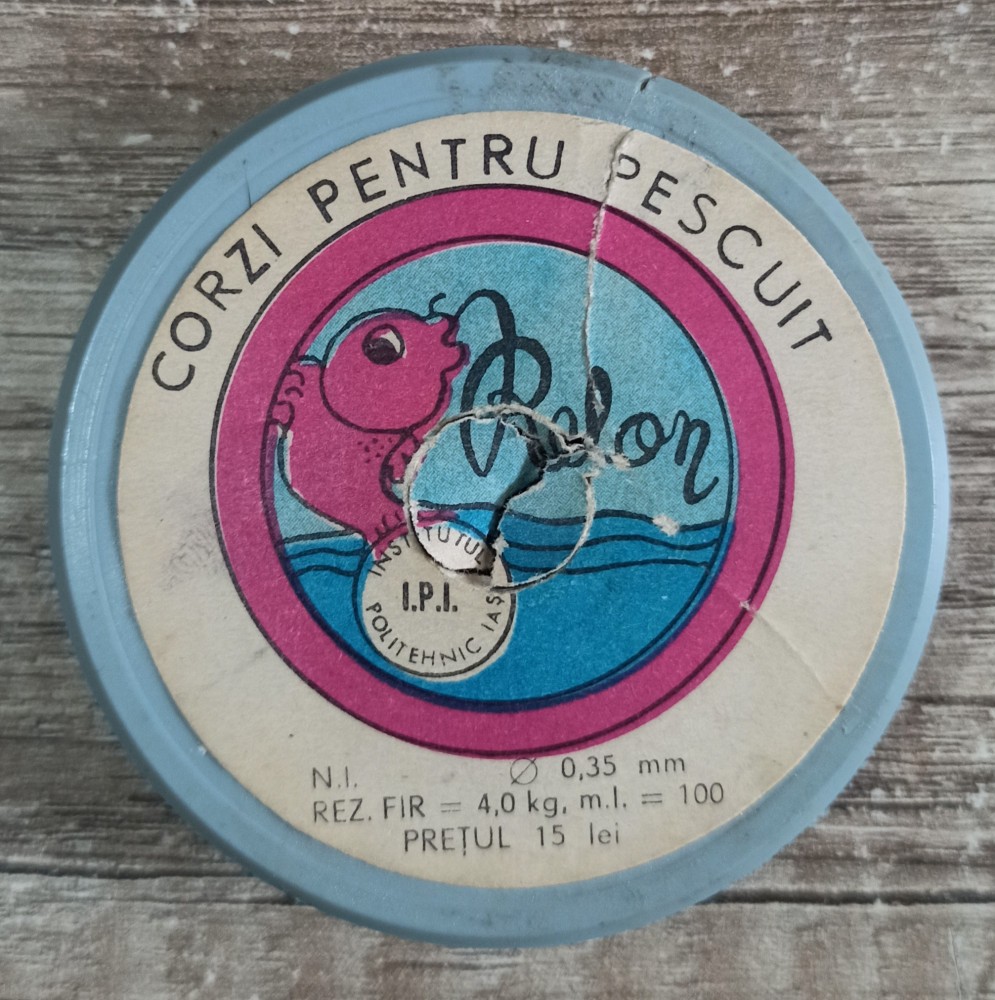 CORZI PENTRU PESCUIT
Relon
INSTITUTUL
I.P.I.
POLITEHNIC IAȘI
N.I. Ø 0,35 mm
REZ. FIR = 4,0 kg, m.l. = 100
PREȚUL 15 lei